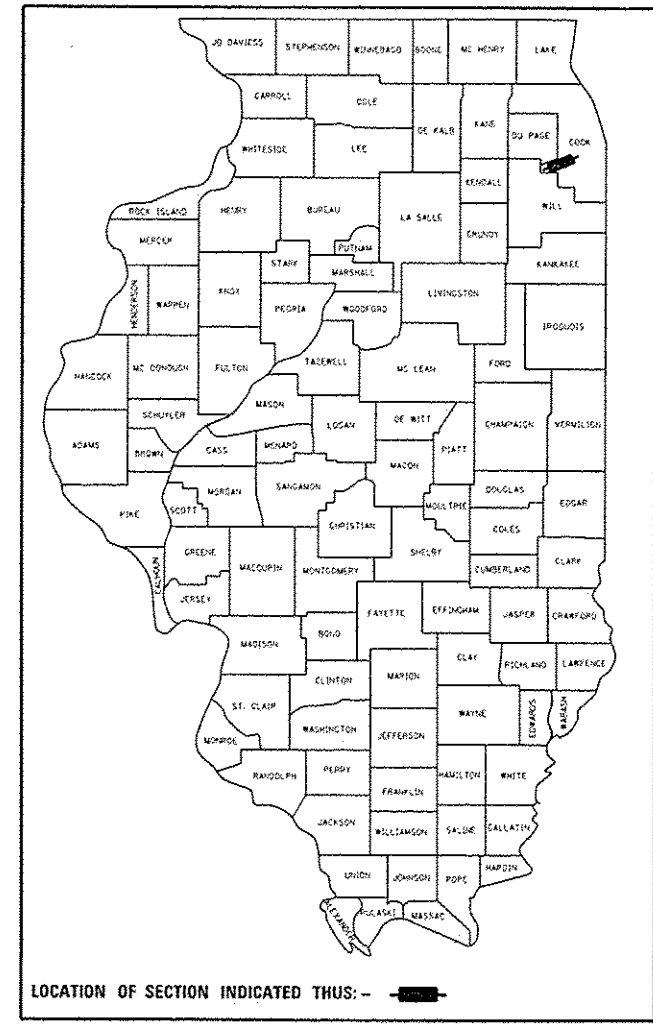 JO DAVIESS STEPHENSON WINNEBAGO BOONE MC HENRY LAKE
CARROLL OGLE DE KALB KANE DU PAGE COOK
WHITESIDE LEE KENDALL WILL
ROCK ISLAND HENRY BUREAU LA SALLE GRUNDY
MERCER PUTNAM KANKAKEE
HENDERSON WARREN KNOX STARK MARSHALL LIVINGSTON
PEORIA WOODFORD IROQUOIS
HANCOCK MC DONOUGH FULTON TAZEWELL MC LEAN FORD
SCHUYLER MASON LOGAN DE WITT CHAMPAIGN VERMILION
ADAMS BROWN CASS MENARD MACON PIATT
PIKE SCOTT MORGAN SANGAMON CHRISTIAN MOULTRIE DOUGLAS EDGAR
COLES
CALHOUN GREENE MACOUPIN MONTGOMERY SHELBY CUMBERLAND CLARK
JERSEY FAYETTE EFFINGHAM JASPER CRAWFORD
MADISON BOND CLAY RICHLAND LAWRENCE
ST. CLAIR CLINTON MARION WAYNE EDWARDS WABASH
MONROE WASHINGTON JEFFERSON
RANDOLPH PERRY HAMILTON WHITE
FRANKLIN
JACKSON WILLIAMSON SALINE GALLATIN
UNION JOHNSON POPE HARDIN
ALEXANDER PULASKI MASSAC
LOCATION OF SECTION INDICATED THUS: -